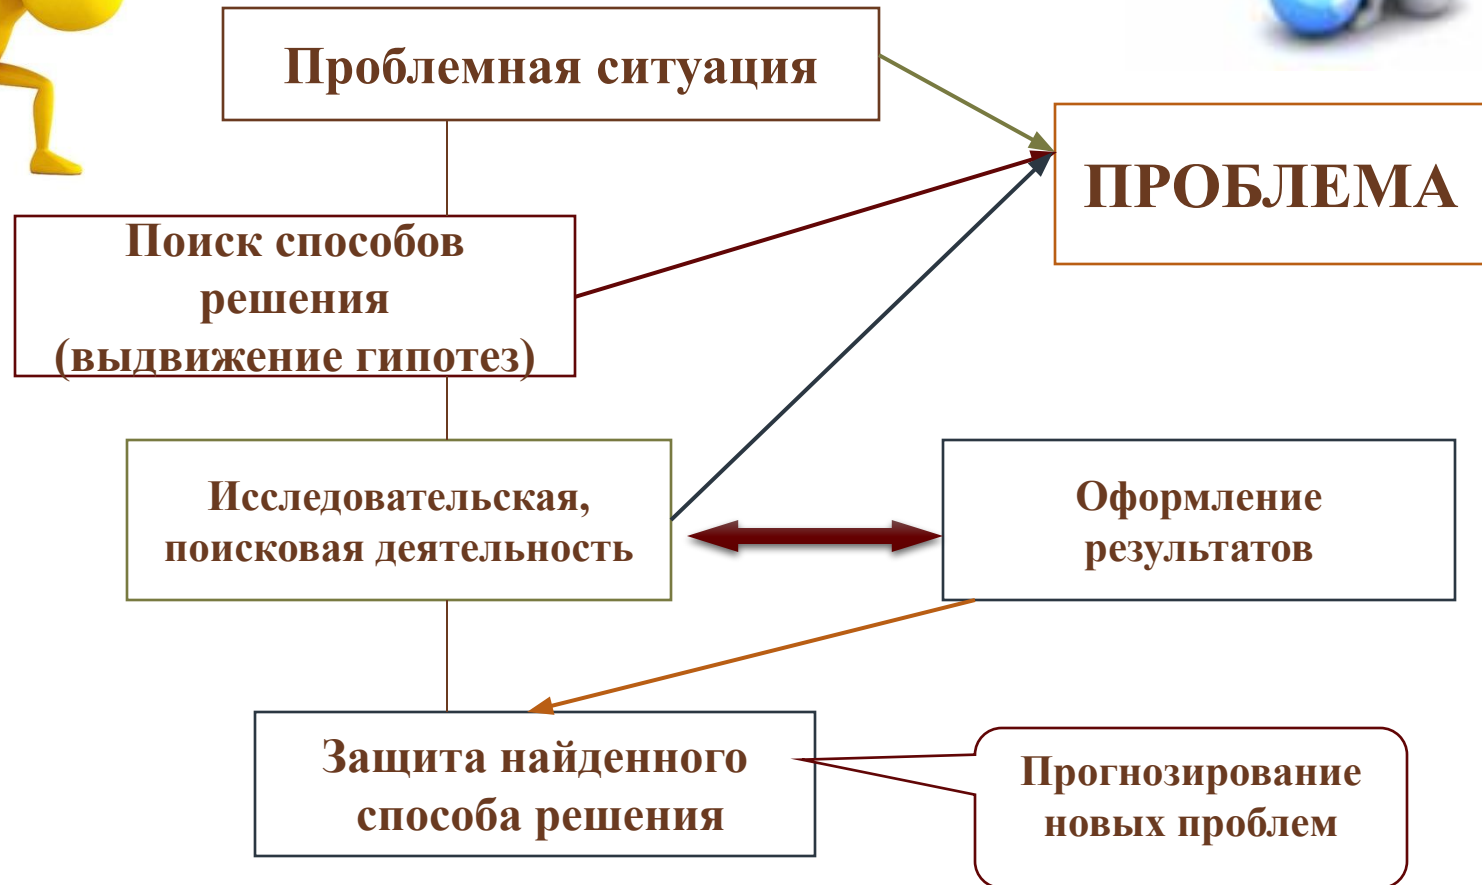 Проблемная ситуация
ПРОБЛЕМА
Поиск способов
решения
(выдвижение гипотез)
Исследовательская,
поисковая деятельность
Оформление
результатов
Защита найденного
способа решения
Прогнозирование
новых проблем